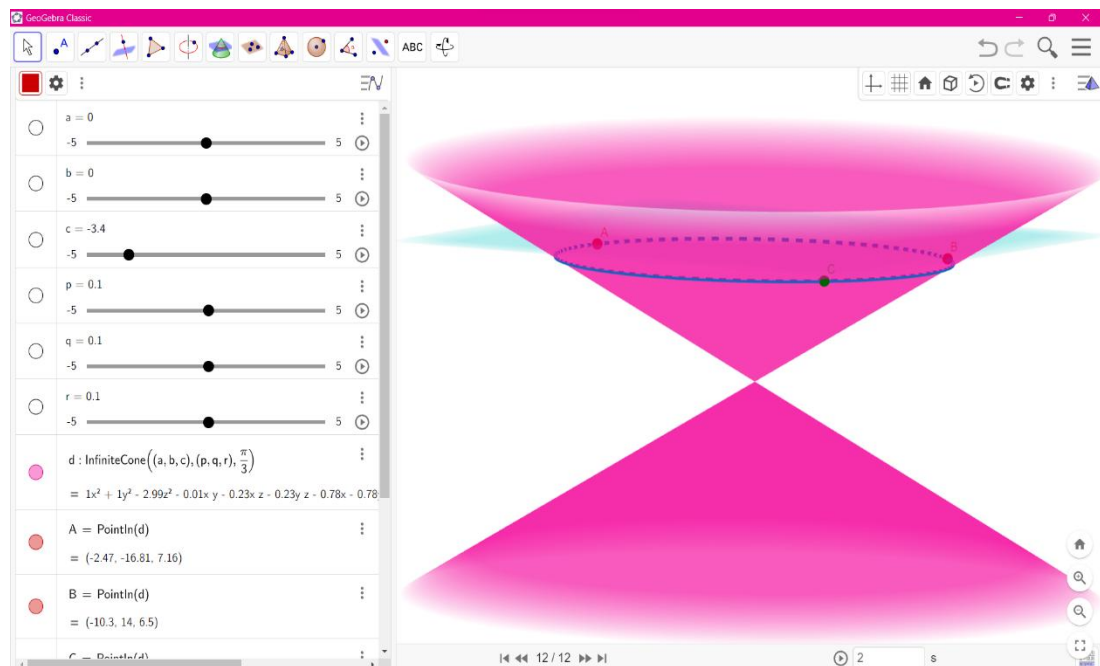 GeoGebra Classic
ABC
a = 0
-5 5
b = 0
-5 5
c = -3.4
-5 5
p = 0.1
-5 5
q = 0.1
-5 5
r = 0.1
-5 5
d : InfiniteCone((a, b, c), (p, q, r), π/3)
= 1x² + 1y² - 2.99z² - 0.01x y - 0.23x z - 0.23y z - 0.78x - 0.78
A = PointIn(d)
= (-2.47, -16.81, 7.16)
B = PointIn(d)
= (-10.3, 14, 6.5)
C = PointIn(d)
A
B
C
12 / 12
2 s